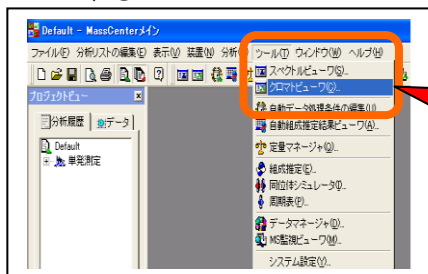 Default - MassCenterメイン
ファイル(F) 分析リストの編集(E) 表示(V) 装置(N) 分析 ツール(T) ウィンドウ(W) ヘルプ(H)
プロジェクトビュー
分析履歴 データ
Default
単発測定
スペクトルビューワ(S)...
クロマトビューワ(C)...
自動データ処理条件の編集(U)
自動組成推定結果ビューワ(A)...
定量マネージャ(Q)...
組成推定(E)...
同位体シミュレータ(I)...
周期表(P)...
データマネージャ(D)...
MS監視ビューワ(M)...
システム設定(Y)...